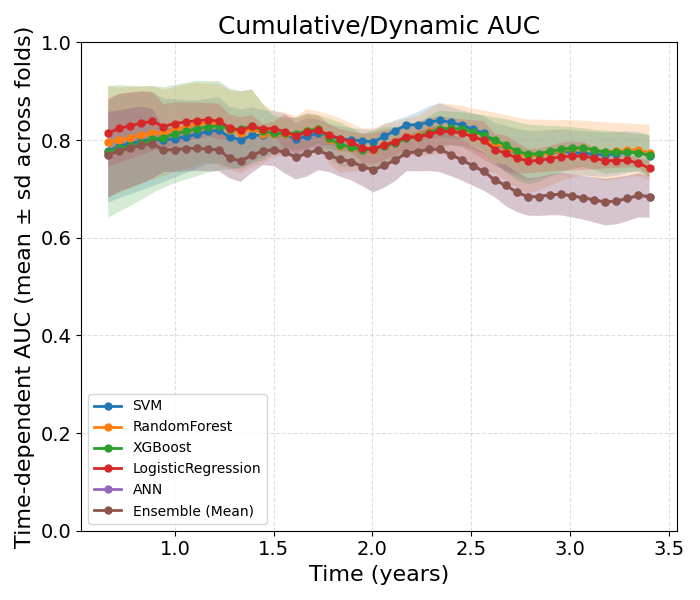 Cumulative/Dynamic AUC
Time-dependent AUC (mean ± sd across folds)
1.0
0.8
0.6
0.4
0.2
0.0
SVM
RandomForest
XGBoost
LogisticRegression
ANN
Ensemble (Mean)
1.0 1.5 2.0 2.5 3.0 3.5
Time (years)